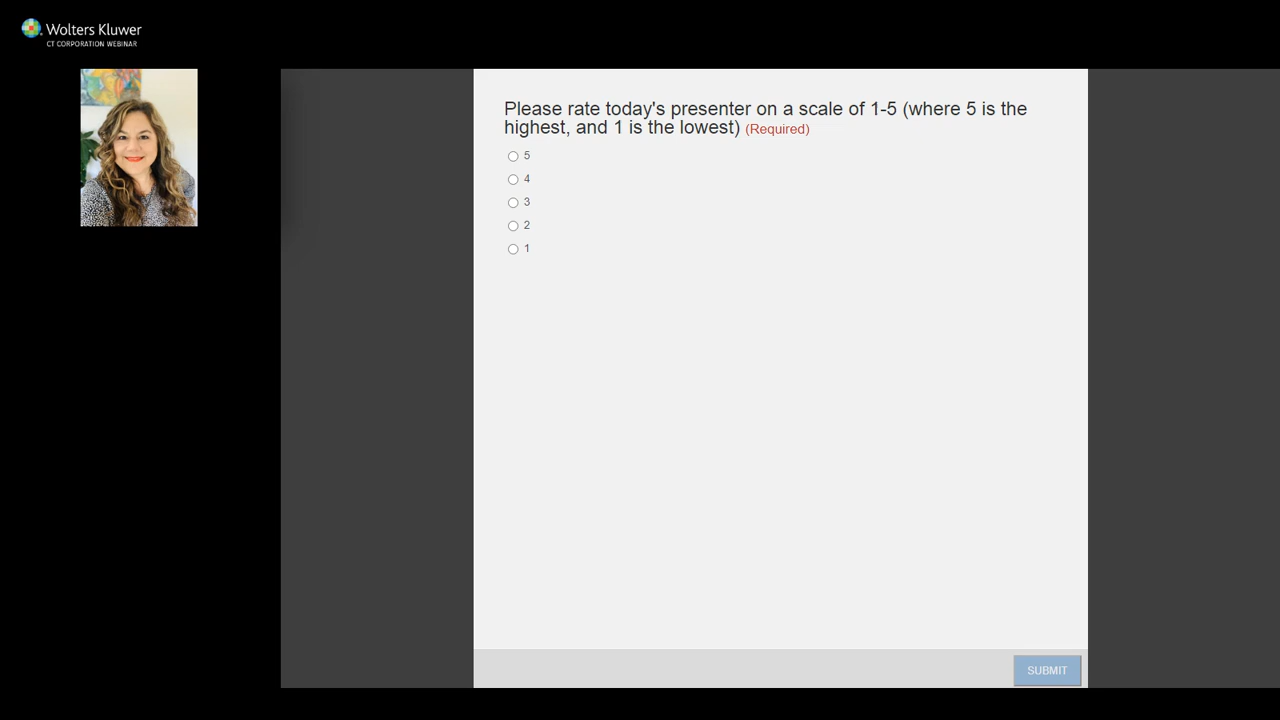 Wolters Kluwer
CT CORPORATION WEBINAR
Please rate today's presenter on a scale of 1-5 (where 5 is the
highest, and 1 is the lowest) (Required)
5
4
3
2
1
SUBMIT